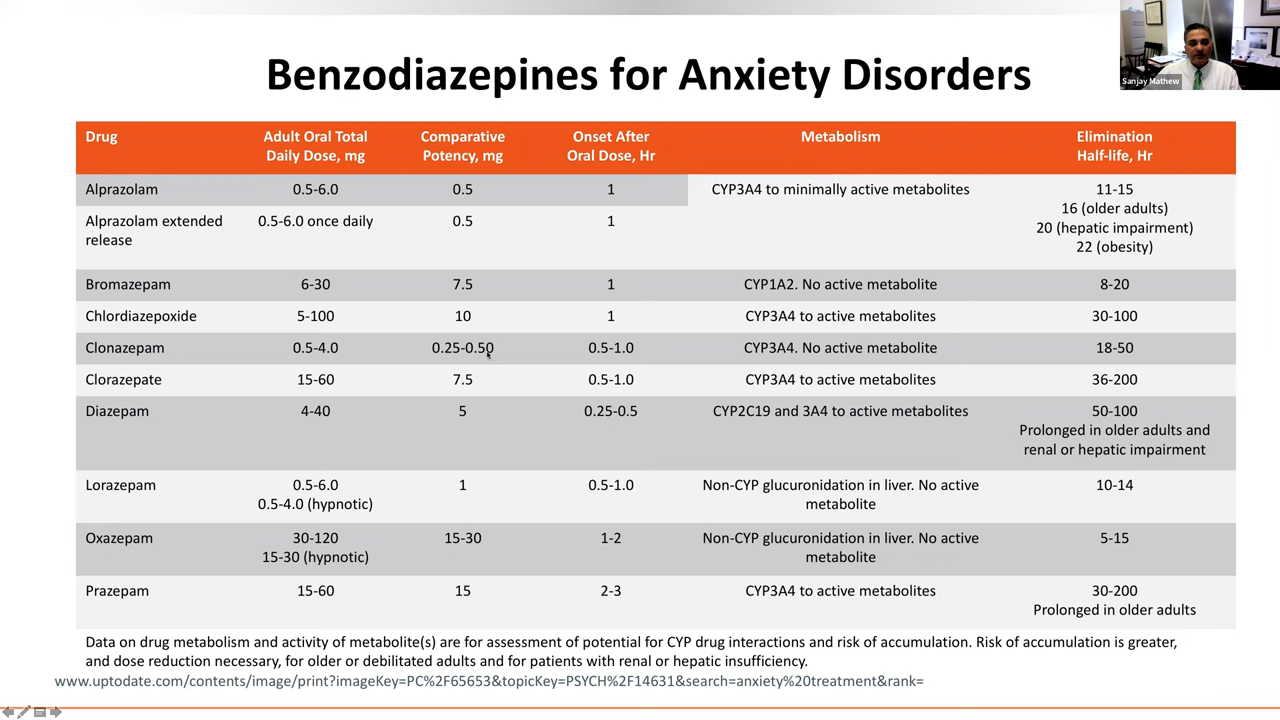 Benzodiazepines for Anxiety Disorders
Sanjay Mathew
Drug
Adult Oral Total
Daily Dose, mg
Comparative
Potency, mg
Onset After
Oral Dose, Hr
Metabolism
Elimination
Half-life, Hr
Alprazolam
0.5-6.0
0.5
1
CYP3A4 to minimally active metabolites
11-15
16 (older adults)
20 (hepatic impairment)
22 (obesity)
Alprazolam extended
release
0.5-6.0 once daily
0.5
1
Bromazepam
6-30
7.5
1
CYP1A2. No active metabolite
8-20
Chlordiazepoxide
5-100
10
1
CYP3A4 to active metabolites
30-100
Clonazepam
0.5-4.0
0.25-0.50
0.5-1.0
CYP3A4. No active metabolite
18-50
Clorazepate
15-60
7.5
0.5-1.0
CYP3A4 to active metabolites
36-200
Diazepam
4-40
5
0.25-0.5
CYP2C19 and 3A4 to active metabolites
50-100
Prolonged in older adults and
renal or hepatic impairment
Lorazepam
0.5-6.0
0.5-4.0 (hypnotic)
1
0.5-1.0
Non-CYP glucuronidation in liver. No active
metabolite
10-14
Oxazepam
30-120
15-30 (hypnotic)
15-30
1-2
Non-CYP glucuronidation in liver. No active
metabolite
5-15
Prazepam
15-60
15
2-3
CYP3A4 to active metabolites
30-200
Prolonged in older adults
Data on drug metabolism and activity of metabolite(s) are for assessment of potential for CYP drug interactions and risk of accumulation. Risk of accumulation is greater,
and dose reduction necessary, for older or debilitated adults and for patients with renal or hepatic insufficiency.
www.uptodate.com/contents/image/print?imageKey=PC%2F65653&topicKey=PSYCH%2F14631&search=anxiety%20treatment&rank=